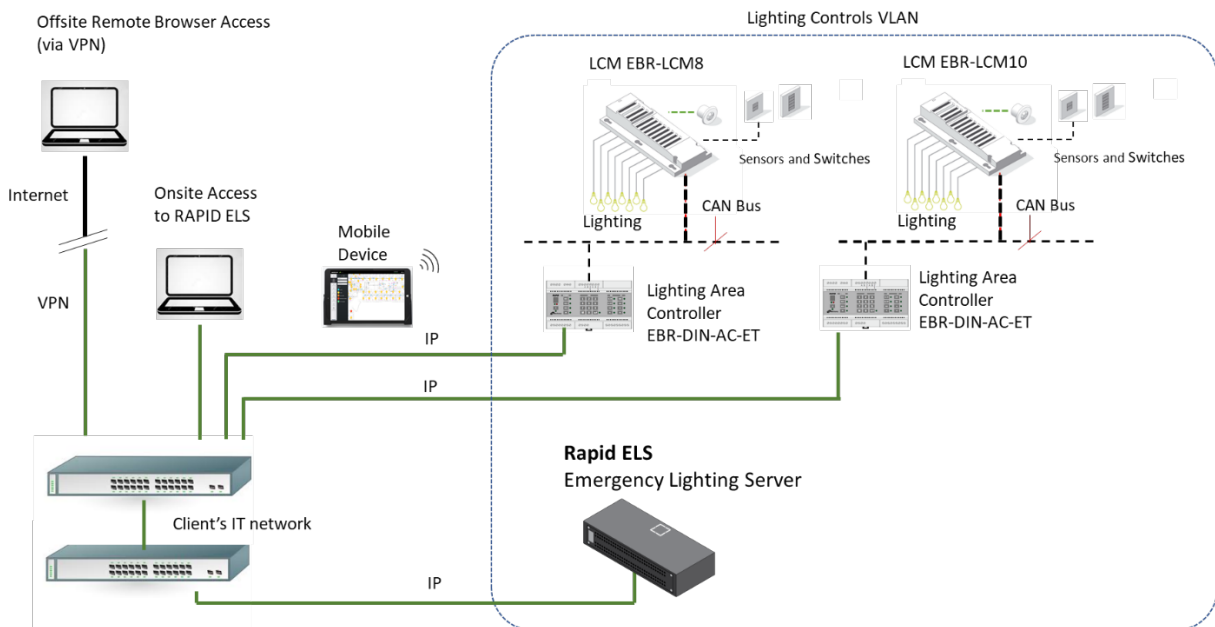 Offsite Remote Browser Access
(via VPN)
Lighting Controls VLAN
LCM EBR-LCM8
LCM EBR-LCM10
Sensors and Switches
Sensors and Switches
Internet
Onsite Access
to RAPID ELS
Lighting
CAN Bus
Lighting
CAN Bus
Mobile
Device
VPN
Lighting Area
Controller
EBR-DIN-AC-ET
Lighting Area
Controller
EBR-DIN-AC-ET
IP
IP
Rapid ELS
Emergency Lighting Server
Client's IT network
IP